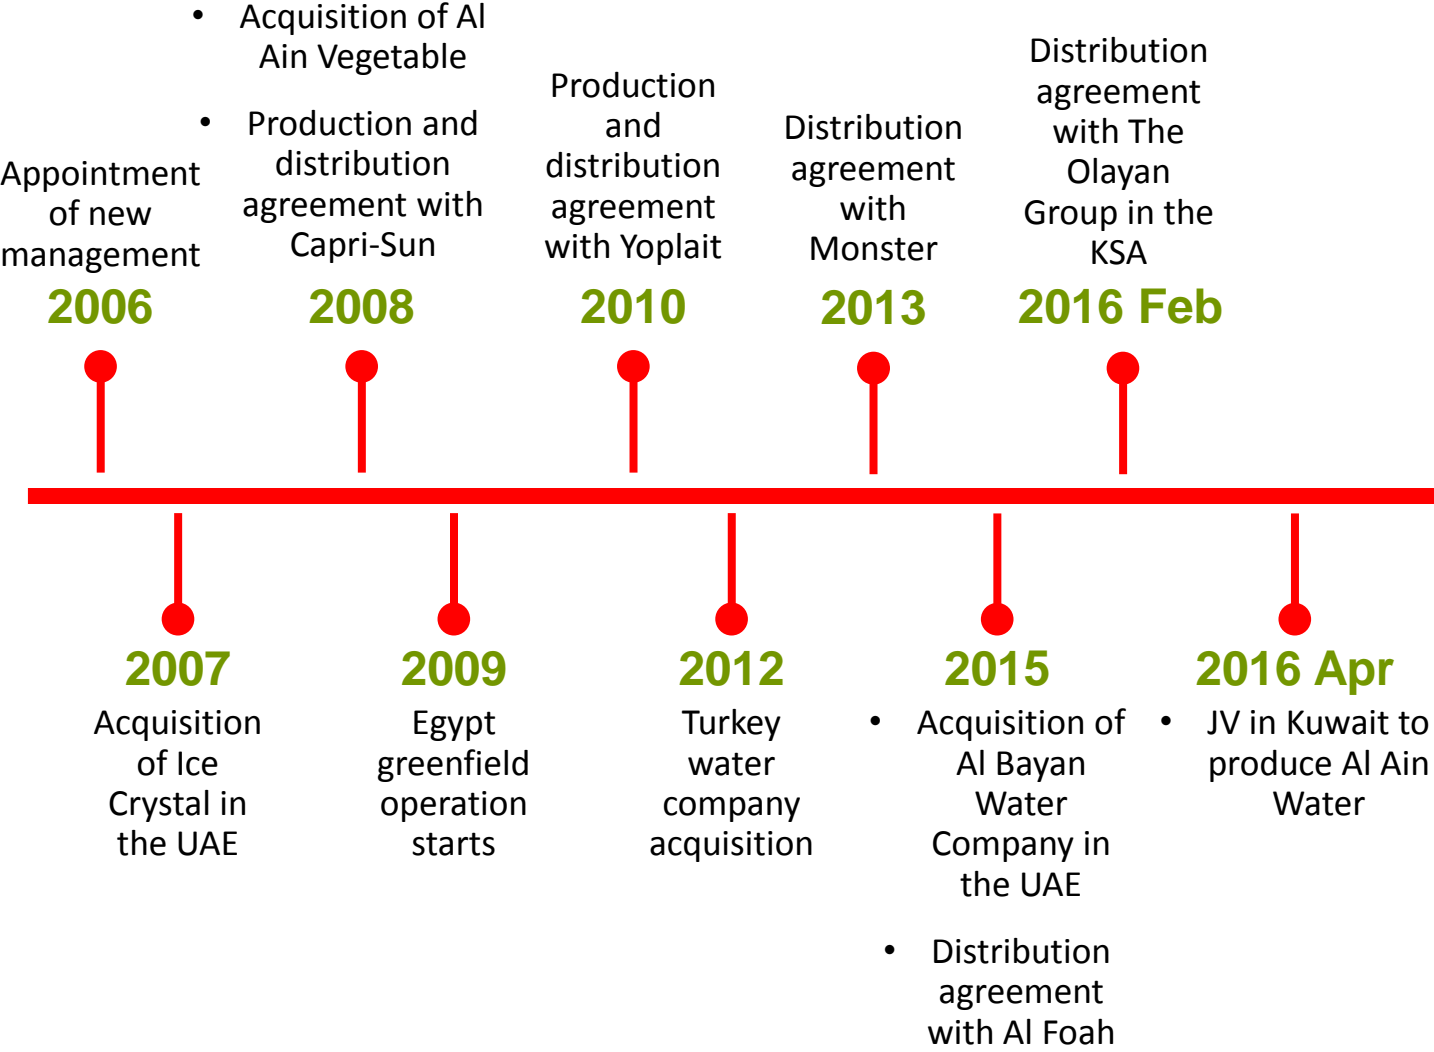 Appointment
of new
management
2006
• Acquisition of Al
Ain Vegetable
• Production and
distribution
agreement with
Capri-Sun
2008
Production
and
distribution
agreement
with Yoplait
2010
Distribution
agreement
with
Monster
2013
Distribution
agreement
with The
Olayan
Group in the
KSA
2016 Feb
2007
Acquisition
of Ice
Crystal in
the UAE
2009
Egypt
greenfield
operation
starts
2012
Turkey
water
company
acquisition
2015
• Acquisition of
Al Bayan
Water
Company in
the UAE
• Distribution
agreement
with Al Foah
2016 Apr
• JV in Kuwait to
produce Al Ain
Water